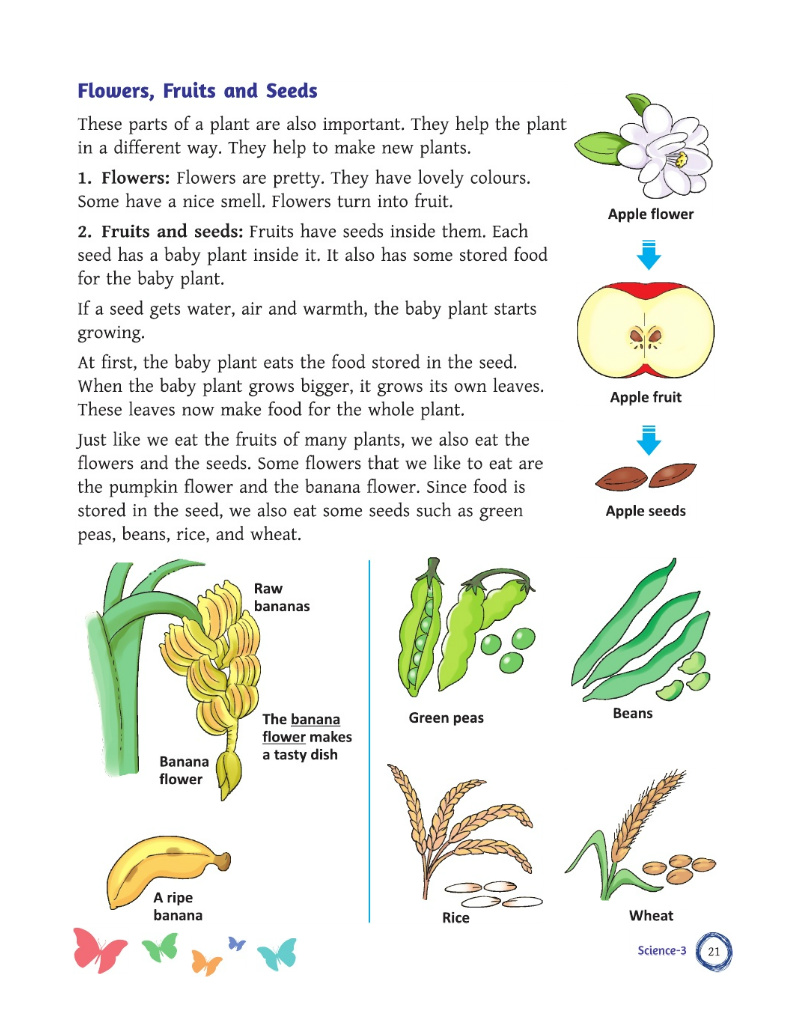 Flowers, Fruits and Seeds
These parts of a plant are also important. They help the plant
in a different way. They help to make new plants.
1. Flowers: Flowers are pretty. They have lovely colours.
Some have a nice smell. Flowers turn into fruit.
2. Fruits and seeds: Fruits have seeds inside them. Each
seed has a baby plant inside it. It also has some stored food
for the baby plant.
If a seed gets water, air and warmth, the baby plant starts
growing.
At first, the baby plant eats the food stored in the seed.
When the baby plant grows bigger, it grows its own leaves.
These leaves now make food for the whole plant.
Just like we eat the fruits of many plants, we also eat the
flowers and the seeds. Some flowers that we like to eat are
the pumpkin flower and the banana flower. Since food is
stored in the seed, we also eat some seeds such as green
peas, beans, rice, and wheat.
Apple flower
Apple fruit
Apple seeds
Raw
bananas
The banana
flower makes
a tasty dish
Banana
flower
A ripe
banana
Green peas
Beans
Rice
Wheat
Science-3
21